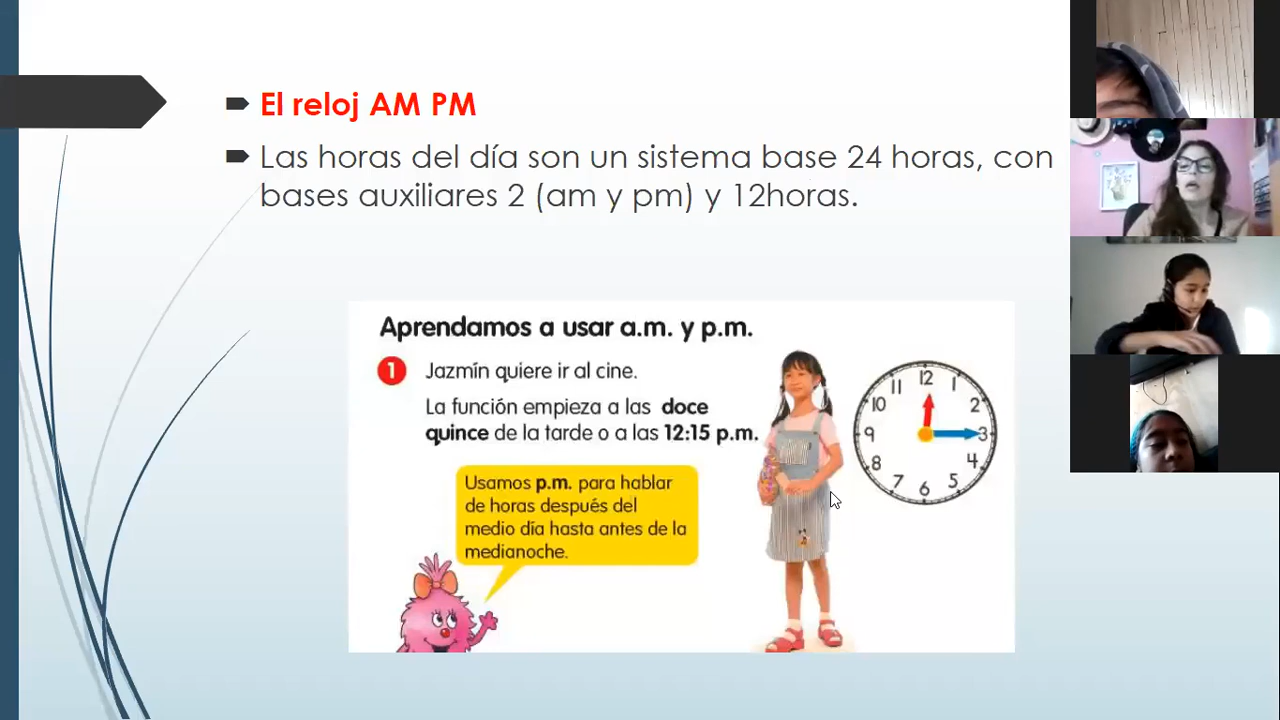 El reloj AM PM
Las horas del día son un sistema base 24 horas, con
bases auxiliares 2 (am y pm) y 12horas.
Aprendamos a usar a.m. y p.m.
1 Jazmín quiere ir al cine.
La función empieza a las doce
quince de la tarde o a las 12:15 p.m.
Usamos p.m. para hablar
de horas después del
medio día hasta antes de la
medianoche.
12
1
2
3
4
5
6
7
8
9
10
11